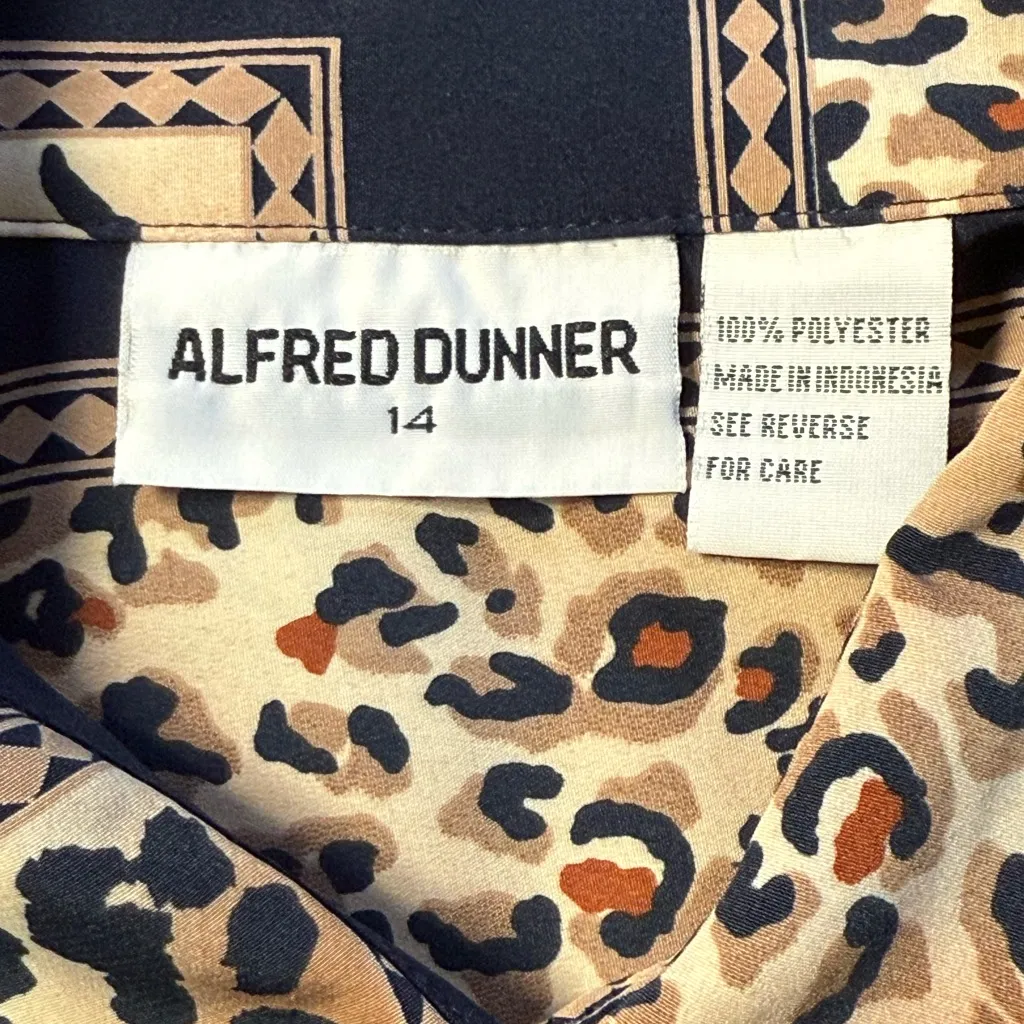 ALFRED DUNNER
14
100% POLYESTER
MADE IN INDONESIA
SEE REVERSE
FOR CARE